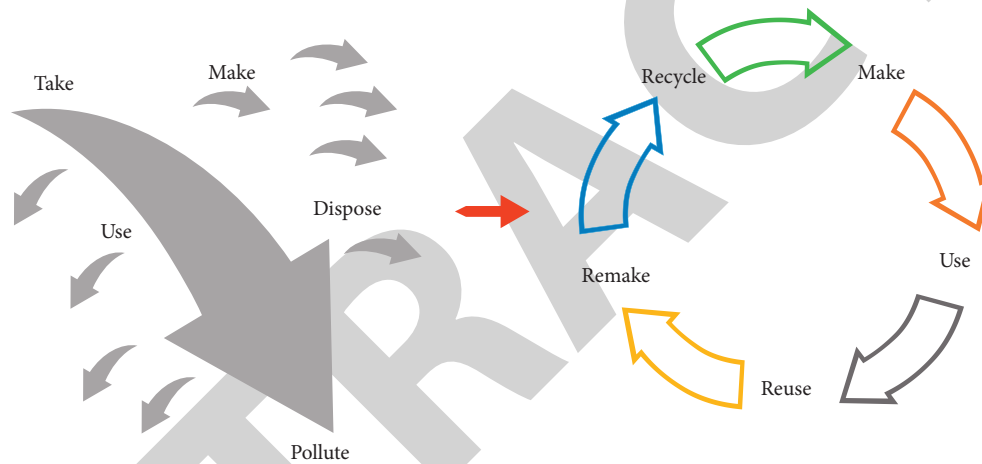 Take
Make
Use
Dispose
Pollute
Recycle
Make
Use
Reuse
Remake